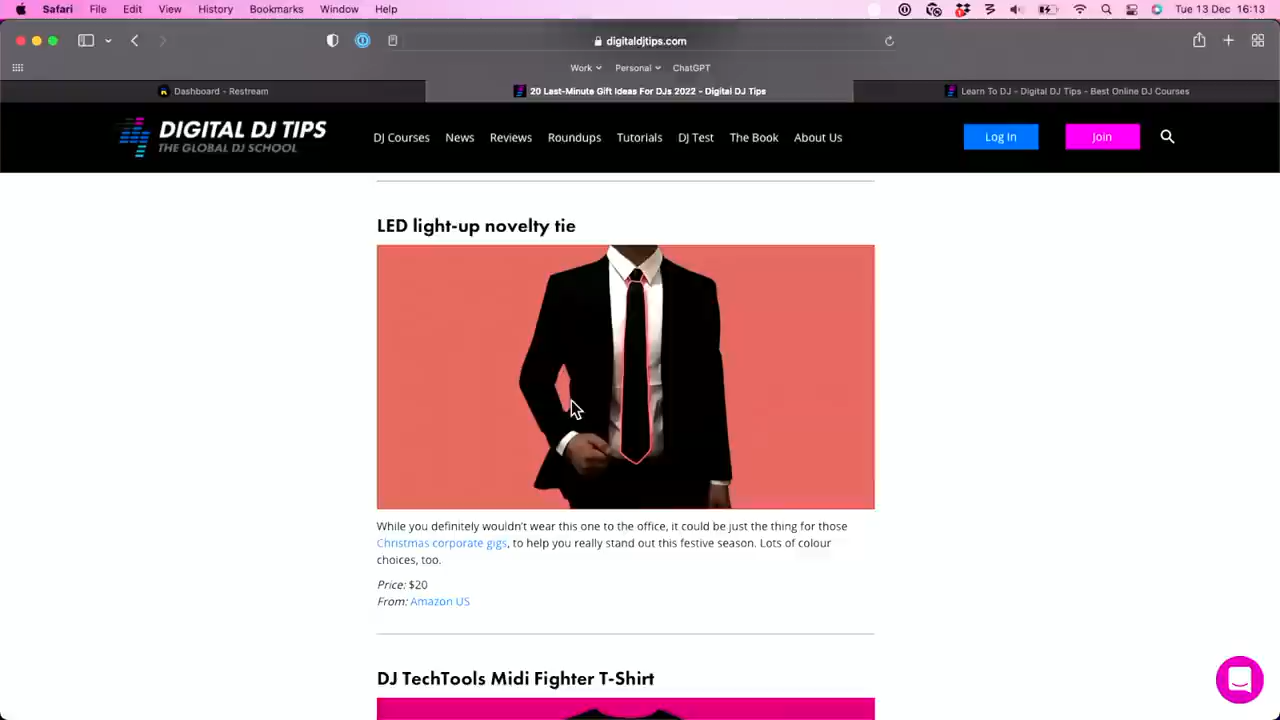 Safari File Edit View History Bookmarks Window Help
Tue 13 Dec 16:13
digitaldjtips.com
Work Personal ChatGPT
Dashboard - Restream
20 Last-Minute Gift Ideas For DJs 2022 - Digital DJ Tips
Learn To DJ - Digital DJ Tips - Best Online DJ Courses
DIGITAL DJ TIPS
THE GLOBAL DJ SCHOOL
DJ Courses News Reviews Roundups Tutorials DJ Test The Book About Us
Log In
Join
LED light-up novelty tie
While you definitely wouldn't wear this one to the office, it could be just the thing for those
Christmas corporate gigs, to help you really stand out this festive season. Lots of colour
choices, too.
Price: $20
From: Amazon US
DJ TechTools Midi Fighter T-Shirt